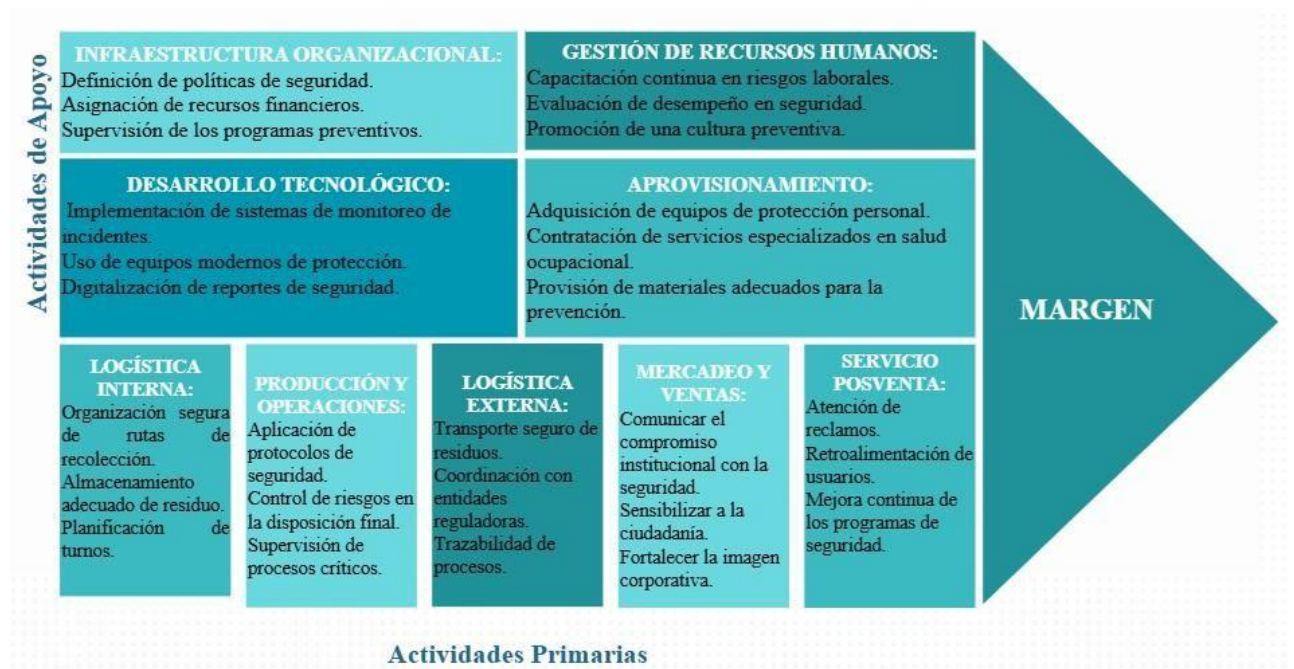 Actividades de Apoyo
INFRAESTRUCTURA ORGANIZACIONAL:
Definición de políticas de seguridad.
Asignación de recursos financieros.
Supervisión de los programas preventivos.
GESTIÓN DE RECURSOS HUMANOS:
Capacitación continua en riesgos laborales.
Evaluación de desempeño en seguridad.
Promoción de una cultura preventiva.
DESARROLLO TECNOLÓGICO:
Implementación de sistemas de monitoreo de
incidentes.
Uso de equipos modernos de protección.
Digitalización de reportes de seguridad.
APROVISIONAMIENTO:
Adquisición de equipos de protección personal.
Contratación de servicios especializados en salud
ocupacional.
Provisión de materiales adecuados para la
prevención.
MARGEN
LOGÍSTICA
INTERNA:
Organización segura
de rutas de
recolección.
Almacenamiento
adecuado de residuo.
Planificación de
turnos.
PRODUCCIÓN Y
OPERACIONES:
Aplicación de
protocolos de
seguridad.
Control de riesgos en
la disposición final.
Supervisión de
procesos críticos.
LOGÍSTICA
EXTERNA:
Transporte seguro de
residuos.
Coordinación con
entidades
reguladoras.
Trazabilidad de
procesos.
MERCADEO Y
VENTAS:
Comunicar el
compromiso
institucional con la
seguridad.
Sensibilizar a la
ciudadanía.
Fortalecer la imagen
corporativa.
SERVICIO
POSVENTA:
Atención de
reclamos.
Retroalimentación de
usuarios.
Mejora continua de
los programas de
seguridad.
Actividades Primarias